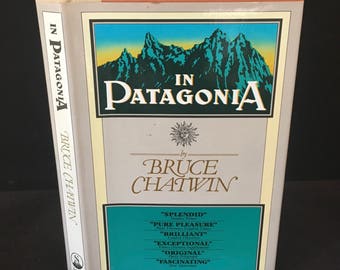 IN
PATAGONIA
by
BRUCE
CHATWIN
"SPLENDID"
"PURE PLEASURE"
"BRILLIANT"
"EXCEPTIONAL"
"ORIGINAL"
"FASCINATING"
IN PATAGONIA
BRUCE CHATWIN